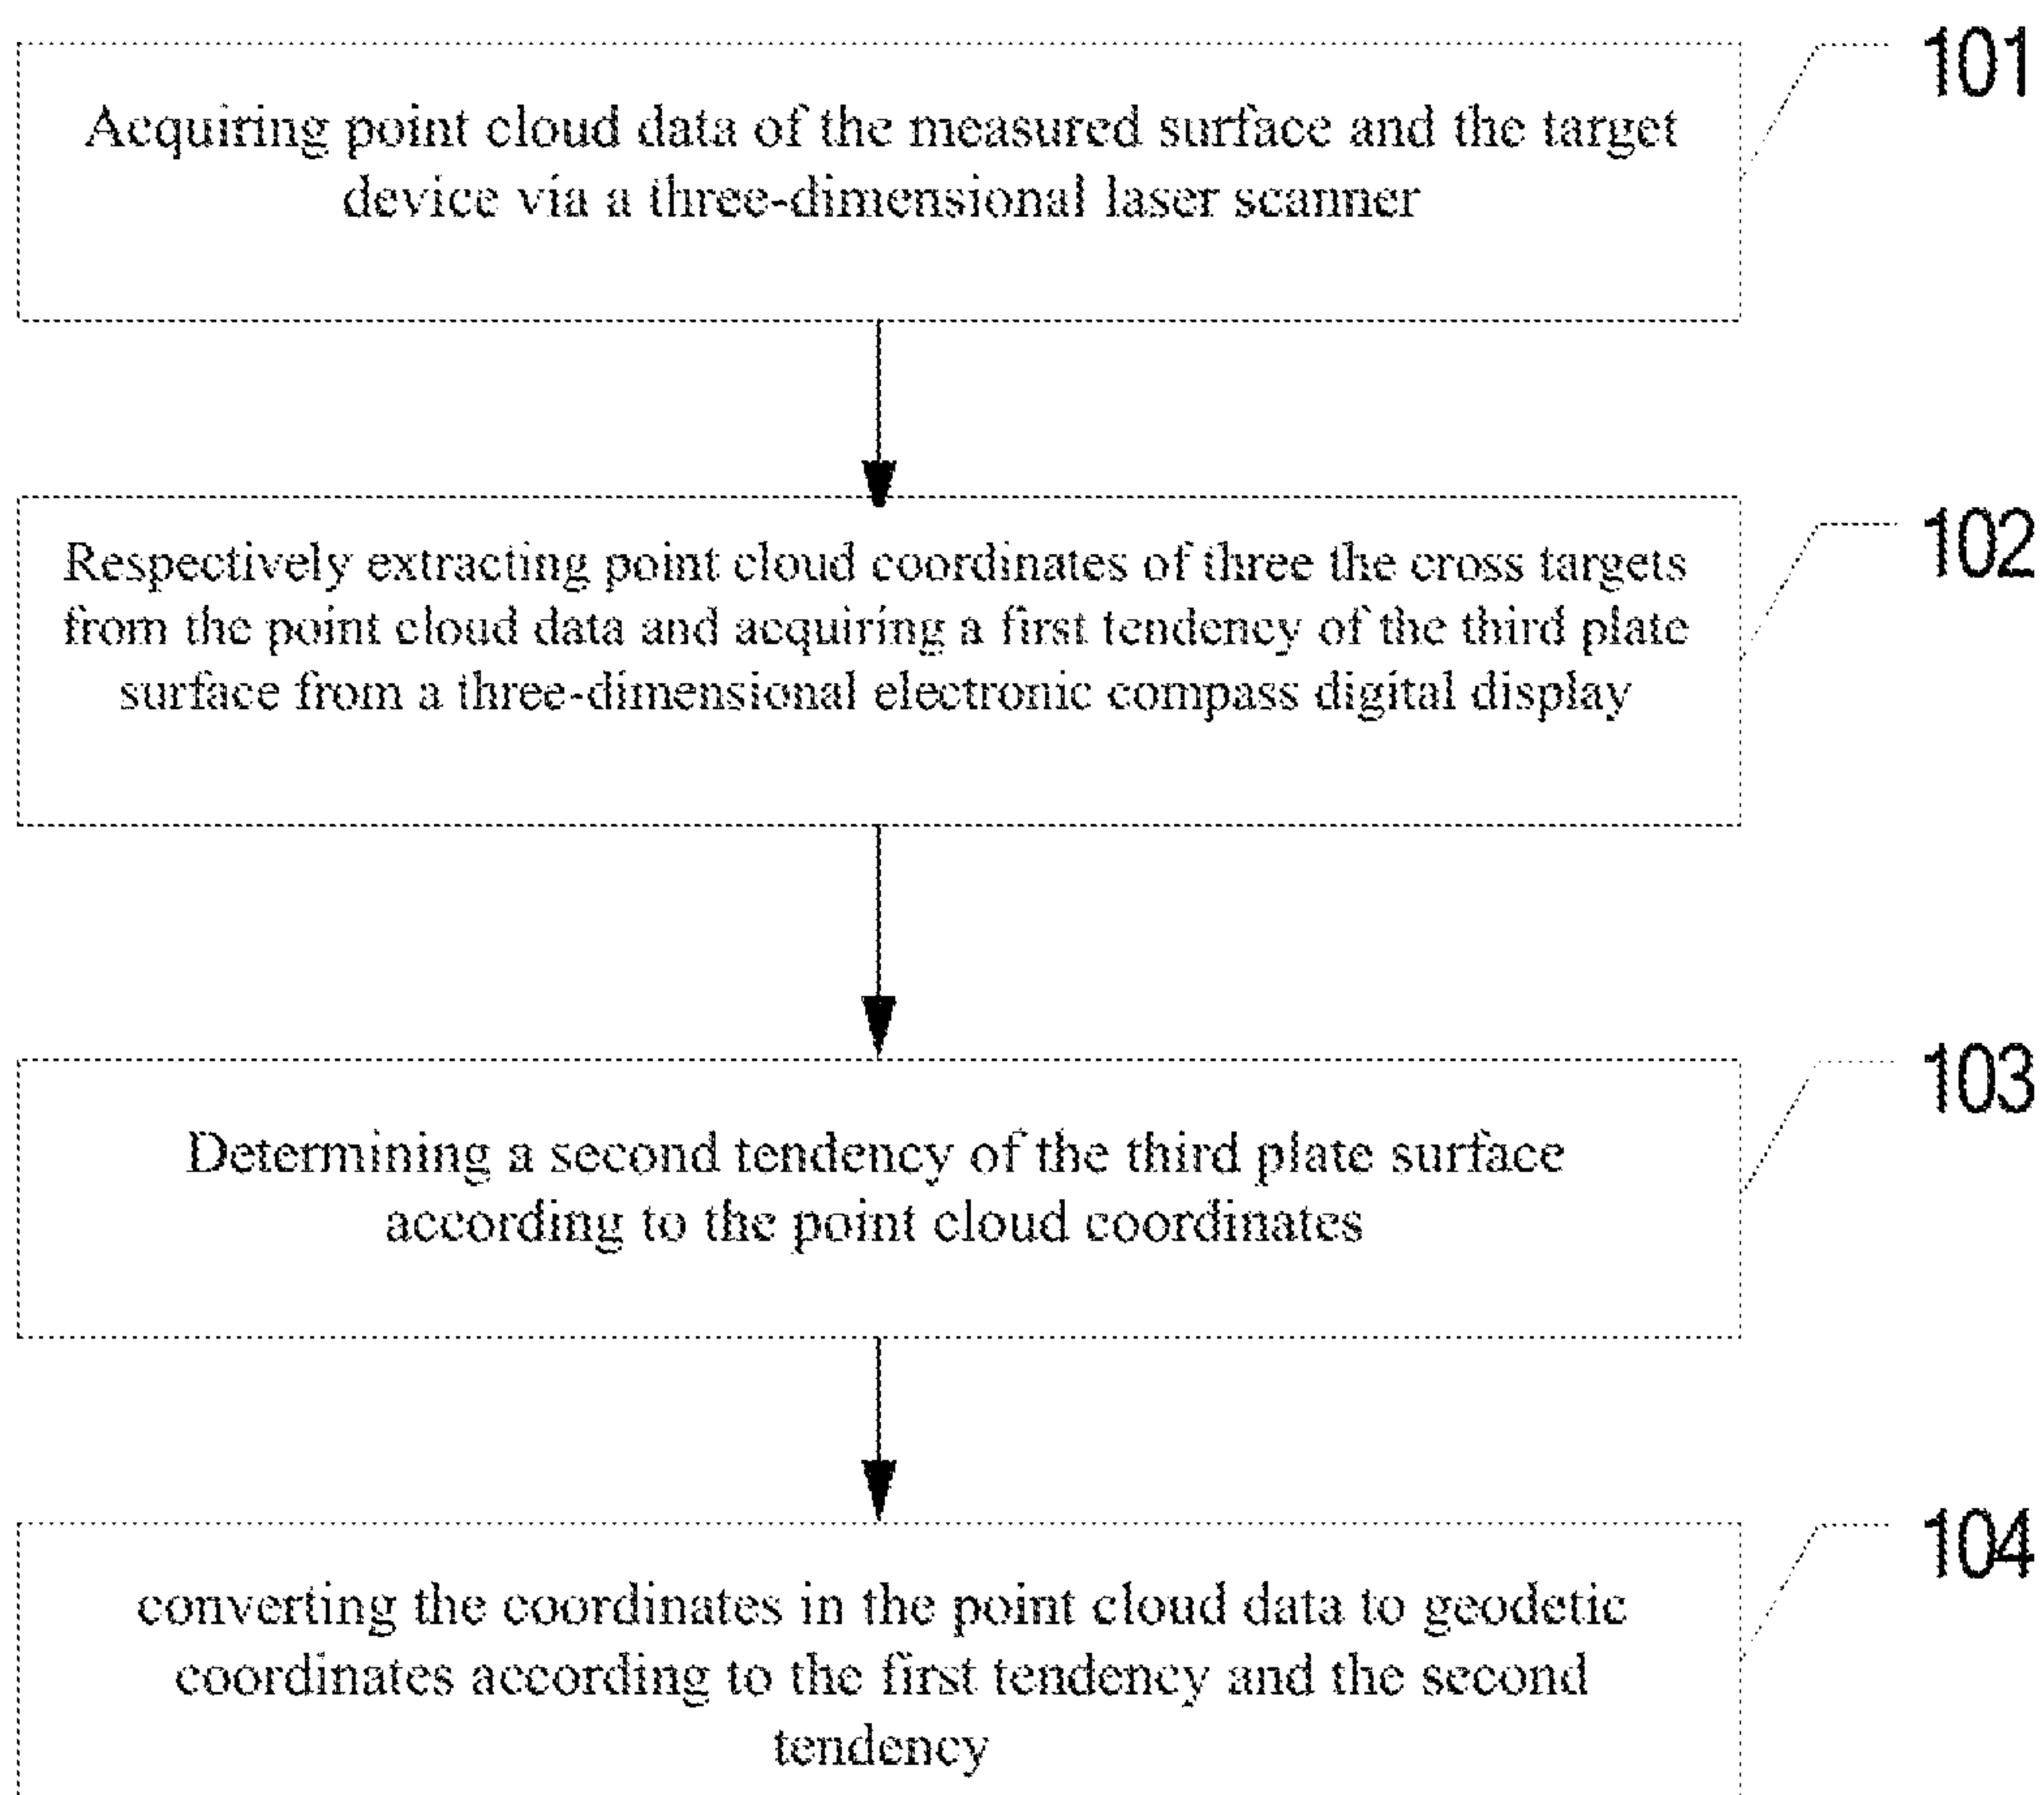 101
Acquiring point cloud data of the measured surface and the target
device via a three-dimensional laser scanner
102
Respectively extracting point cloud coordinates of three the cross targets
from the point cloud data and acquiring a first tendency of the third plate
surface from a three-dimensional electronic compass digital display
103
Determining a second tendency of the third plate surface
according to the point cloud coordinates
104
converting the coordinates in the point cloud data to geodetic
coordinates according to the first tendency and the second
tendency